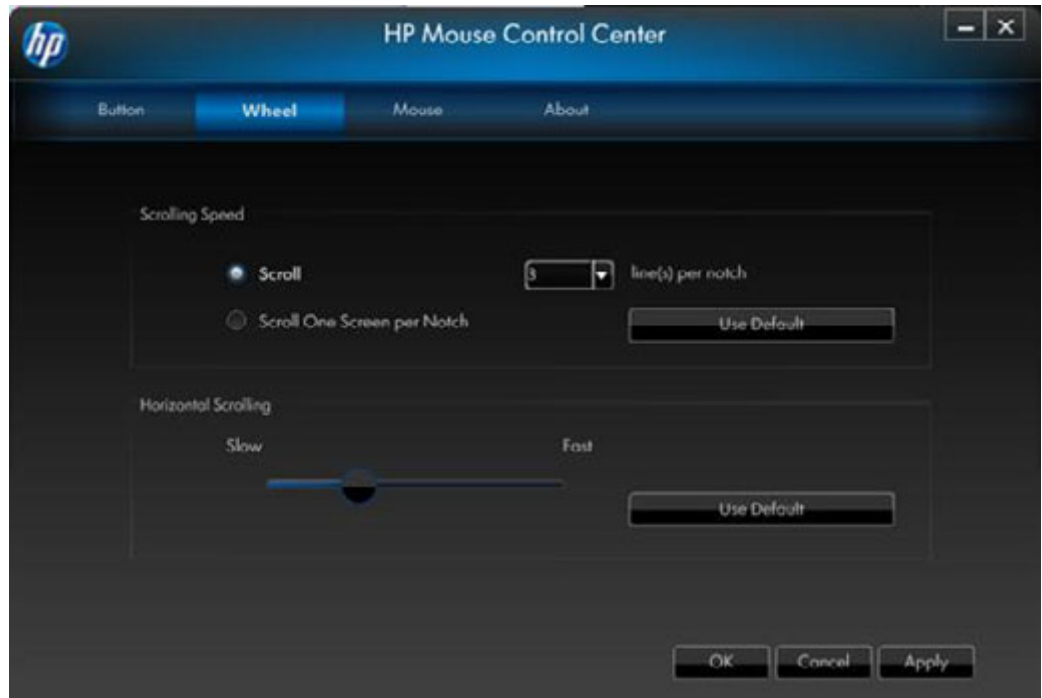 hp
HP Mouse Control Center
Button Wheel Mouse About
Scrolling Speed
Scroll 3 line(s) per notch
Scroll One Screen per Notch Use Default
Horizontal Scrolling
Slow Fast
Use Default
OK Cancel Apply